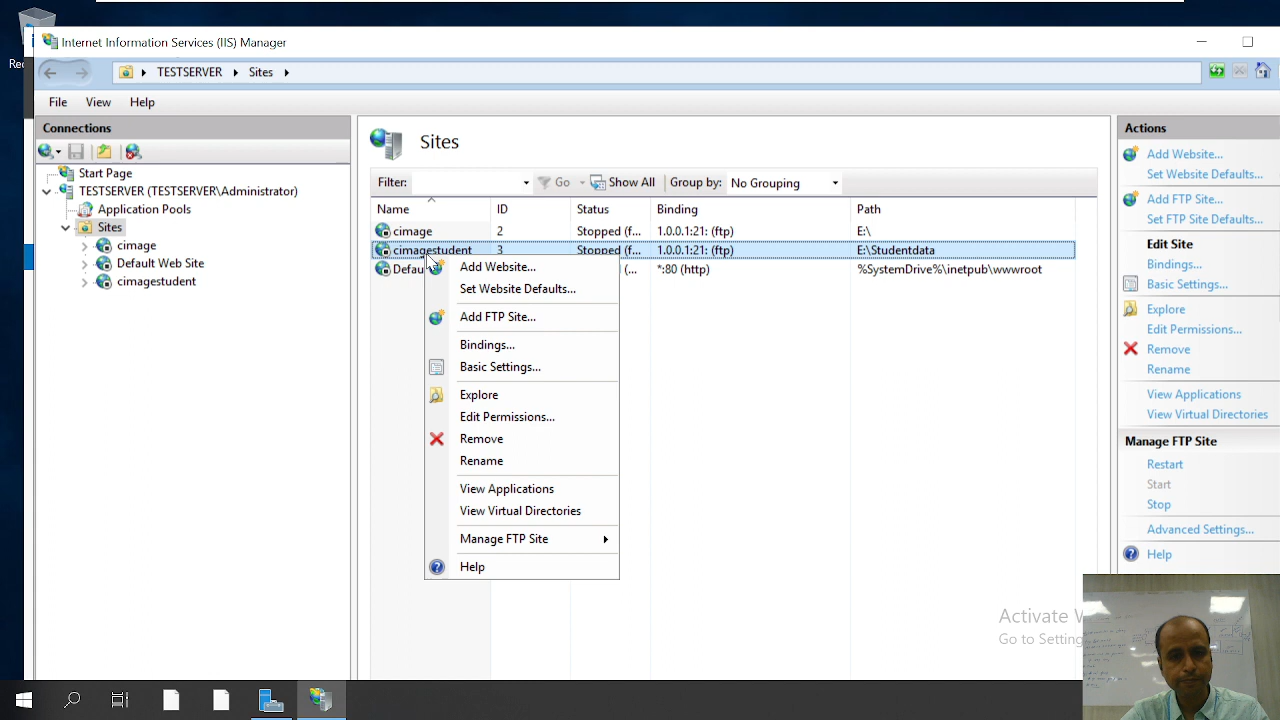 Internet Information Services (IIS) Manager
Rec
TESTSERVER Sites
File View Help
Connections
Start Page
TESTSERVER (TESTSERVER\Administrator)
Application Pools
Sites
cimage
Default Web Site
cimagestudent
Sites
Filter: Go Show All Group by: No Grouping
Name ID Status Binding Path
cimage 2 Stopped (f... 1.0.0.1:21: (ftp) E:\
cimagestudent 3 Stopped (f... 1.0.0.1:21: (ftp) E:\Studentdata
Defau (... *:80 (http) %SystemDrive%\inetpub\wwwroot
Add Website...
Set Website Defaults...
Add FTP Site...
Bindings...
Basic Settings...
Explore
Edit Permissions...
Remove
Rename
View Applications
View Virtual Directories
Manage FTP Site
Help
Actions
Add Website...
Set Website Defaults...
Add FTP Site...
Set FTP Site Defaults...
Edit Site
Bindings...
Basic Settings...
Explore
Edit Permissions...
Remove
Rename
View Applications
View Virtual Directories
Manage FTP Site
Restart
Start
Stop
Advanced Settings...
Help
Activate
Go to Setting